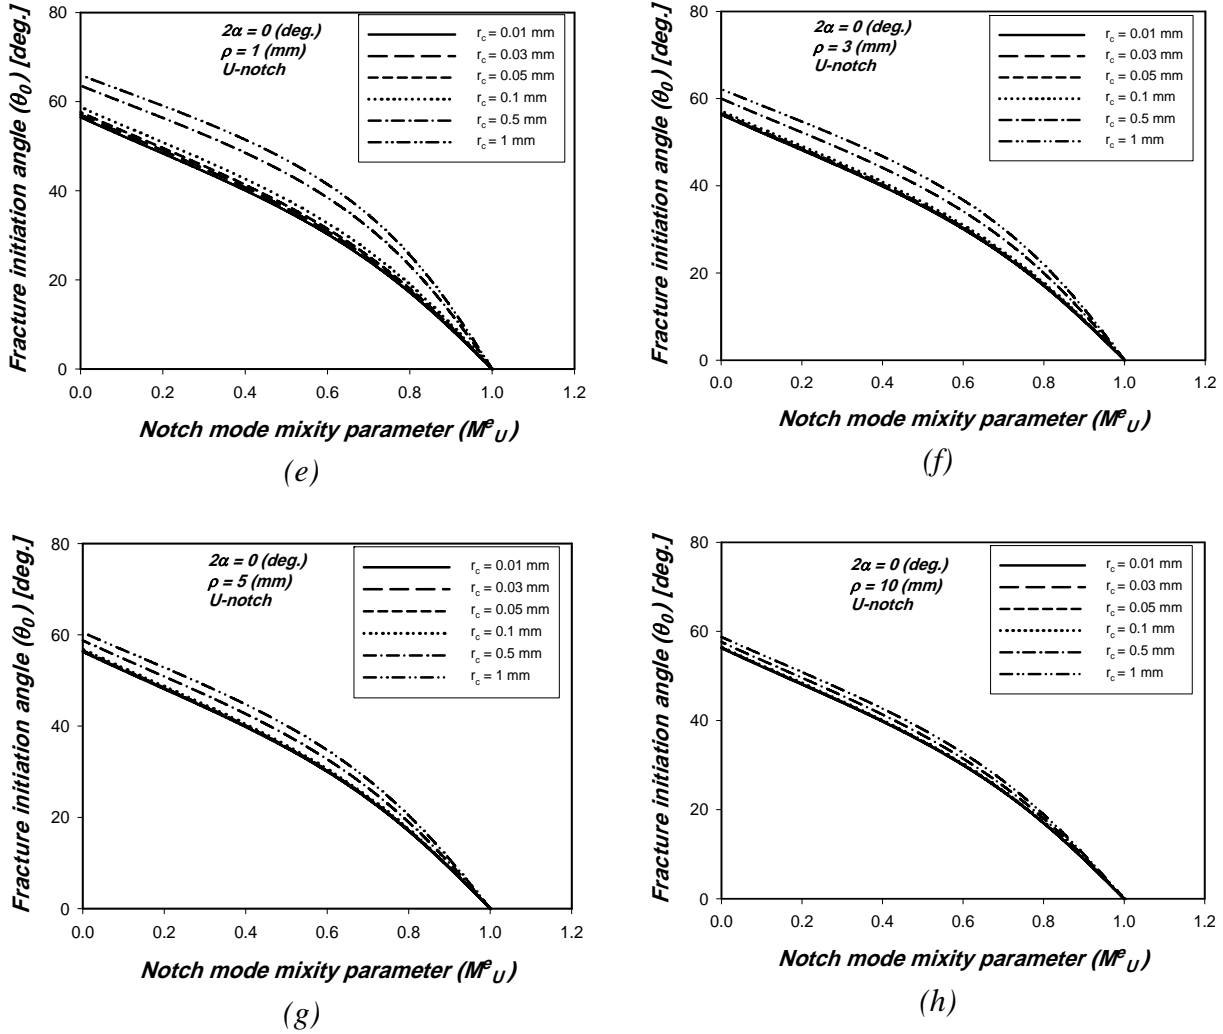 Fracture initiation angle (θ₀) [deg.]
80
60
40
20
0
2α = 0 (deg.)
ρ = 1 (mm)
U-notch
r_c = 0.01 mm
r_c = 0.03 mm
r_c = 0.05 mm
r_c = 0.1 mm
r_c = 0.5 mm
r_c = 1 mm
0.0 0.2 0.4 0.6 0.8 1.0 1.2
Notch mode mixity parameter (Mᵉ_U)
(e)
Fracture initiation angle (θ₀) [deg.]
80
60
40
20
0
2α = 0 (deg.)
ρ = 3 (mm)
U-notch
r_c = 0.01 mm
r_c = 0.03 mm
r_c = 0.05 mm
r_c = 0.1 mm
r_c = 0.5 mm
r_c = 1 mm
0.0 0.2 0.4 0.6 0.8 1.0 1.2
Notch mode mixity parameter (Mᵉ_U)
(f)
Fracture initiation angle (θ₀) [deg.]
80
60
40
20
0
2α = 0 (deg.)
ρ = 5 (mm)
U-notch
r_c = 0.01 mm
r_c = 0.03 mm
r_c = 0.05 mm
r_c = 0.1 mm
r_c = 0.5 mm
r_c = 1 mm
0.0 0.2 0.4 0.6 0.8 1.0 1.2
Notch mode mixity parameter (Mᵉ_U)
(g)
Fracture initiation angle (θ₀) [deg.]
80
60
40
20
0
2α = 0 (deg.)
ρ = 10 (mm)
U-notch
r_c = 0.01 mm
r_c = 0.03 mm
r_c = 0.05 mm
r_c = 0.1 mm
r_c = 0.5 mm
r_c = 1 mm
0.0 0.2 0.4 0.6 0.8 1.0 1.2
Notch mode mixity parameter (Mᵉ_U)
(h)